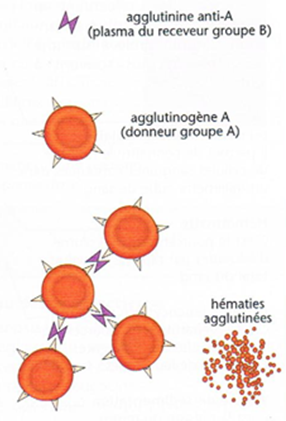 agglutinine anti-A
(plasma du receveur groupe B)
agglutinogène A
(donneur groupe A)
hématies
agglutinées